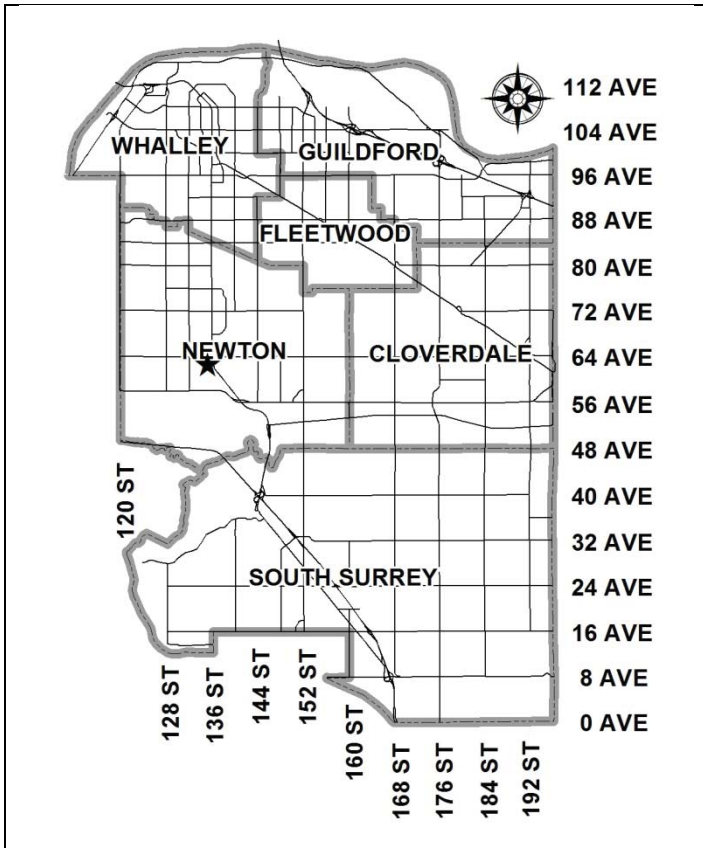 112 AVE
104 AVE
WHALLEY
GUILDFORD
96 AVE
88 AVE
FLEETWOOD
80 AVE
72 AVE
NEWTON
CLOVERDALE
64 AVE
56 AVE
48 AVE
120 ST
40 AVE
32 AVE
SOUTH SURREY
24 AVE
16 AVE
8 AVE
0 AVE
128 ST
136 ST
144 ST
152 ST
160 ST
168 ST
176 ST
184 ST
192 ST